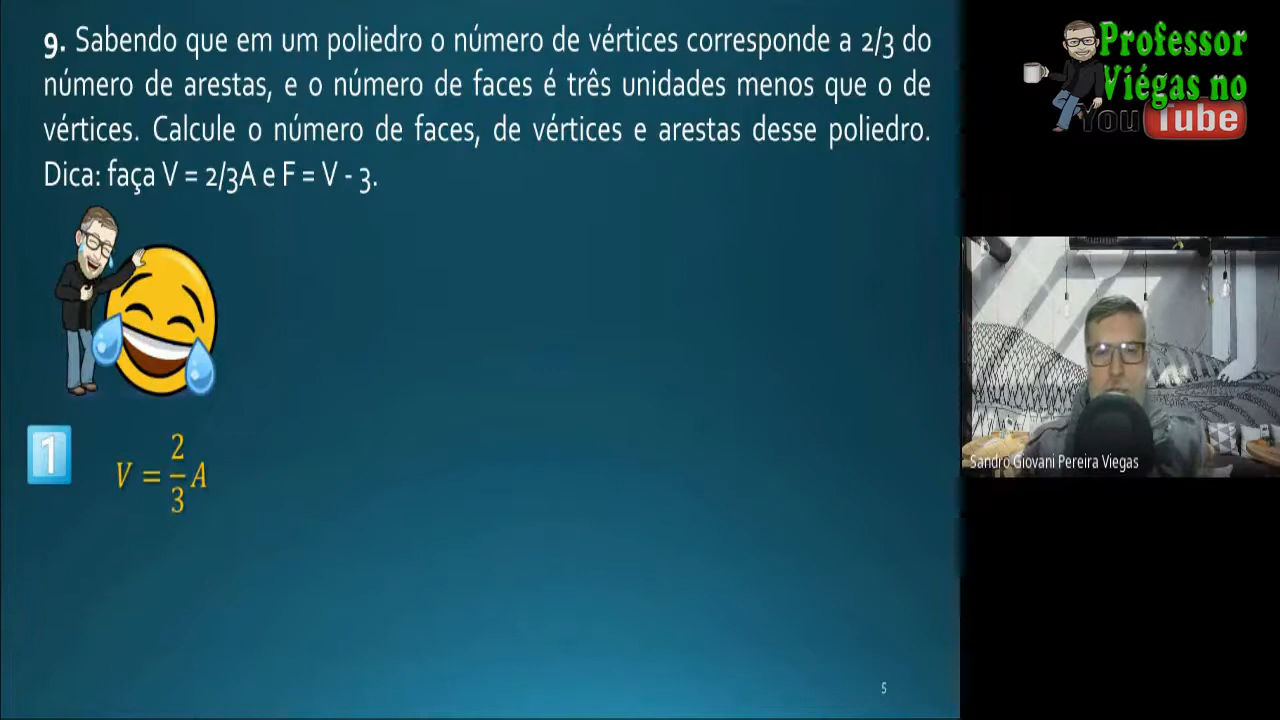 9. Sabendo que em um poliedro o número de vértices corresponde a 2/3 do
número de arestas, e o número de faces é três unidades menos que o de
vértices. Calcule o número de faces, de vértices e arestas desse poliedro.
Dica: faça V = 2/3A e F = V - 3.
1
V = 2/3 A
5
Professor
Viégas no
YouTube
Sandro Giovani Pereira Viegas